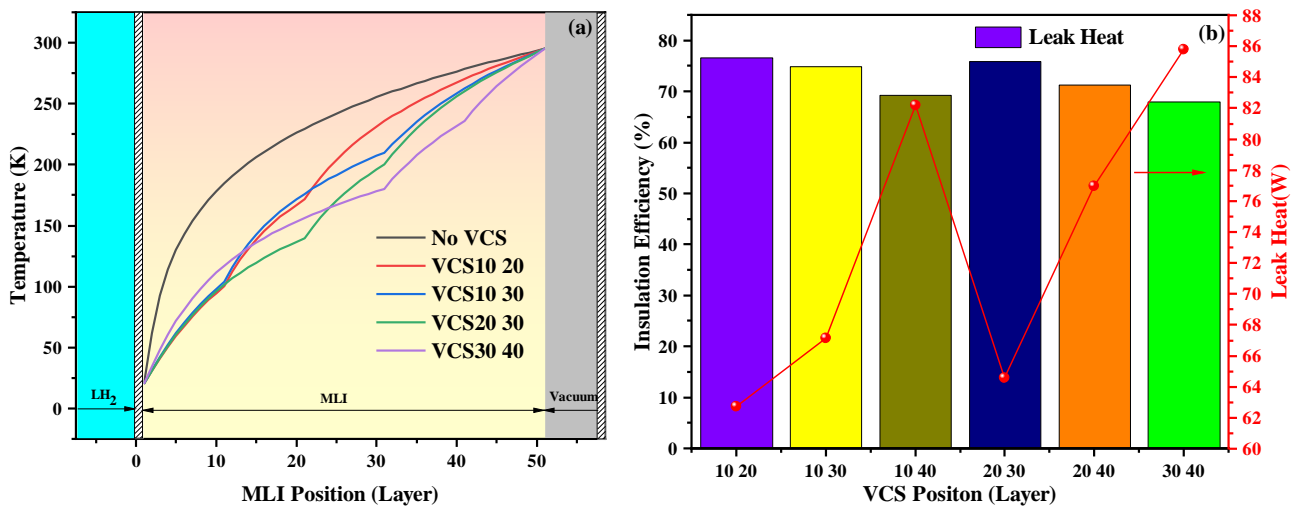 (a)
300
250
200
150
100
50
0
Temperature (K)
No VCS
VCS10 20
VCS10 30
VCS20 30
VCS30 40
LH2
MLI
Vacuum
0 10 20 30 40 50
MLI Position (Layer)
(b)
Leak Heat
80
70
60
50
40
30
20
10
0
Insulation Efficiency (%)
86
84
82
80
78
76
74
72
70
68
66
64
62
60
Leak Heat(W)
10 20 10 30 10 40 20 30 20 40 30 40
VCS Positon (Layer)